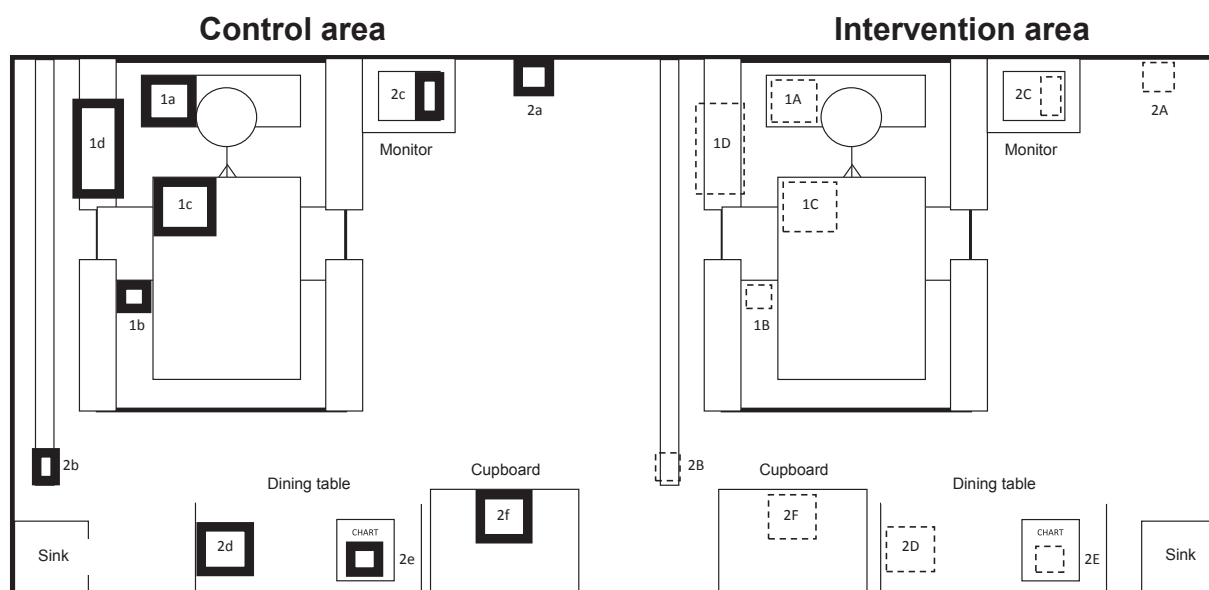 Control area
Intervention area
1a
2c
2a
1d
Monitor
1c
1b
2b
Dining table
Cupboard
Sink
2d
CHART
2e
2f
1A
2C
2A
1D
Monitor
1C
1B
2B
Cupboard
Dining table
2F
2D
CHART
2E
Sink